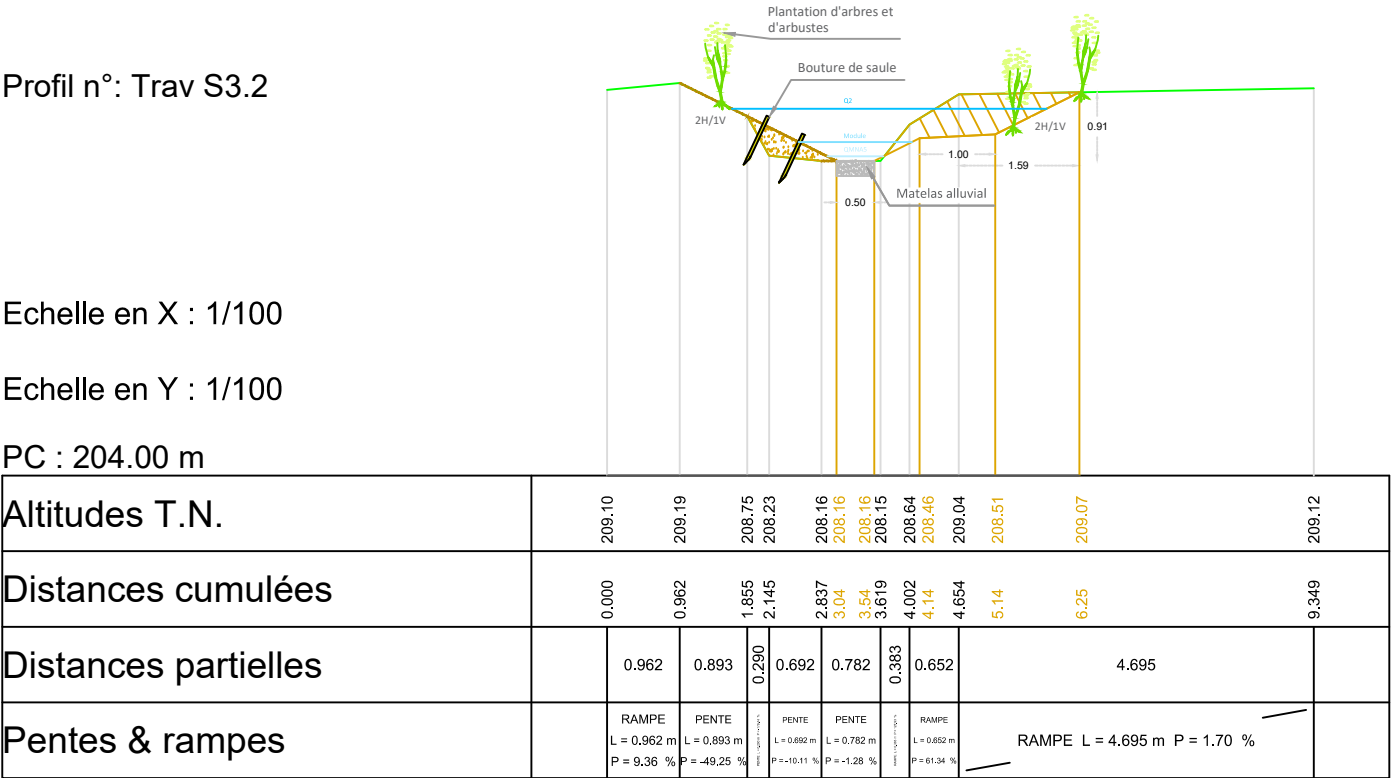 Plantation d'arbres et
d'arbustes
Profil n°: Trav S3.2
Bouture de saule
Q2
2H/1V
2H/1V
0.91
Module
QMNA5
1.00
1.59
Matelas alluvial
0.50
Echelle en X : 1/100
Echelle en Y : 1/100
PC : 204.00 m
Altitudes T.N.
209.10 209.19 208.75 208.23 208.16 208.16 208.16 208.15 208.64 208.46 209.04 208.51 209.07 209.12
Distances cumulées
0.000 0.962 1.855 2.145 2.837 3.04 3.54 3.619 4.002 4.14 4.654 5.14 6.25 9.349
Distances partielles
0.962 0.893 0.290 0.692 0.782 0.383 0.652 4.695
Pentes & rampes
RAMPE
L = 0.962 m
P = 9.36 %
PENTE
L = 0.893 m
P = -49.25 %
PENTE
L = 0.692 m
P = -10.11 %
PENTE
L = 0.782 m
P = -1.28 %
RAMPE
L = 0.652 m
P = 61.34 %
RAMPE L = 4.695 m P = 1.70 %